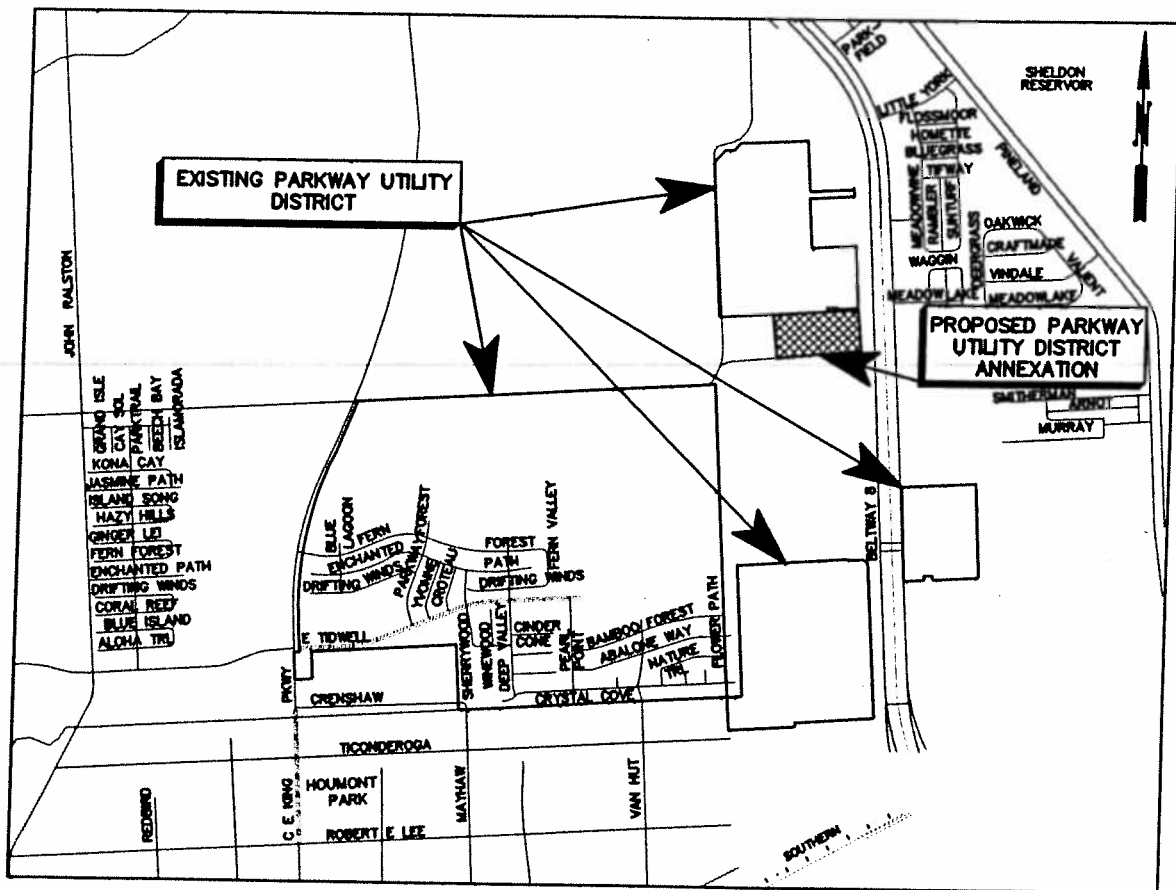 PARK-
FIELD
SHELDON
RESERVOIR
N
LITTLE YORK
FLOSSMOOR
HOMETTE
BLUEGRASS
TIFWAY
PINELAND
MEADOWVINE
RAMBLER
SUNTURF
DEERGRASS
OAKWICK
CRAFTMADE
WAGGIN
VINDALE
VALIENT
MEADOWLAKE
MEADOWLAKE
EXISTING PARKWAY UTILITY
DISTRICT
PROPOSED PARKWAY
UTILITY DISTRICT
ANNEXATION
SMITHERMAN
ARNOT
MURRAY
JOHN RALSTON
GRAND ISLE
CAY SOL
PARKTRAIL
BEECH BAY
ISLAMORADA
KONA CAY
JASMINE PATH
ISLAND SONG
HAZY HILLS
GINGER LEI
FERN FOREST
ENCHANTED PATH
DRIFTING WINDS
CORAL REEF
BLUE ISLAND
ALOHA TRL
BLUE
LAGOON
FERN
ENCHANTED
DRIFTING WINDS
PARKWAY FOREST
YVONNE
CROTEAU
FOREST
PATH
DRIFTING WINDS
FERN VALLEY
BELTWAY 8
E TIDWELL
SHERRYWOOD
WINEWOOD
DEEP VALLEY
CINDER
CONE
PEARL
POINT
BAMBOO FOREST
ABALONE WAY
NATURE
TRL
FLOWER PATH
PKWY
CRENSHAW
CRYSTAL COVE
TICONDEROGA
REDBIRD
C E KING
HOUMONT
PARK
MAYHAW
VAN HUT
ROBERT E LEE
SOUTHERN